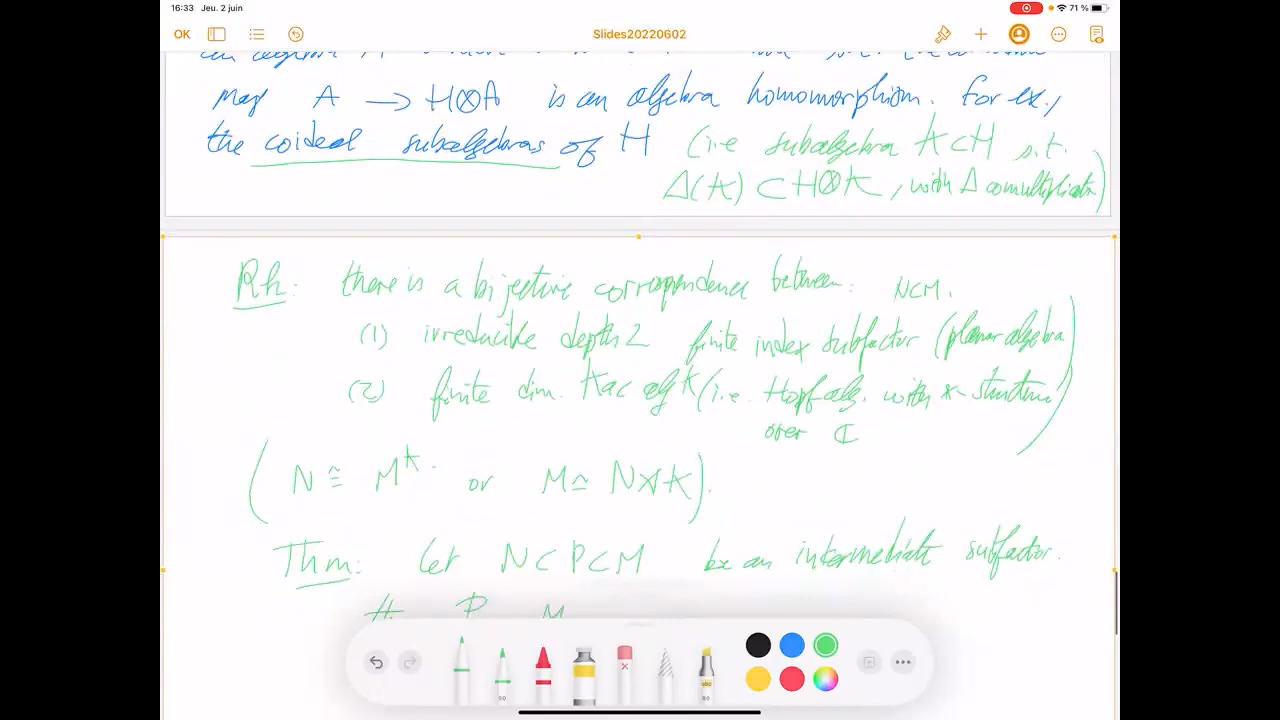 16:33 Jeu. 2 juin
71 %
OK
Slides20220602
an algebra A
map A → H⊗A is an algebra homomorphism. For ex.,
the coideal subalgebras of H (i.e subalgebra K⊂H s.t.
Δ(K) ⊂ H⊗K, with Δ comultiplication)
Rk: there is a bijective correspondence between: N⊂M.
(1) irreducible depth 2 finite index subfactor (planar algebra)
(2) finite dim. Kac alg K (i.e. Hopf alg. with *-structure
over ℂ)
(N ≅ M^K. or M ≃ N⋊K).
Thm: Let N⊂P⊂M be an intermediate subfactor.
P M